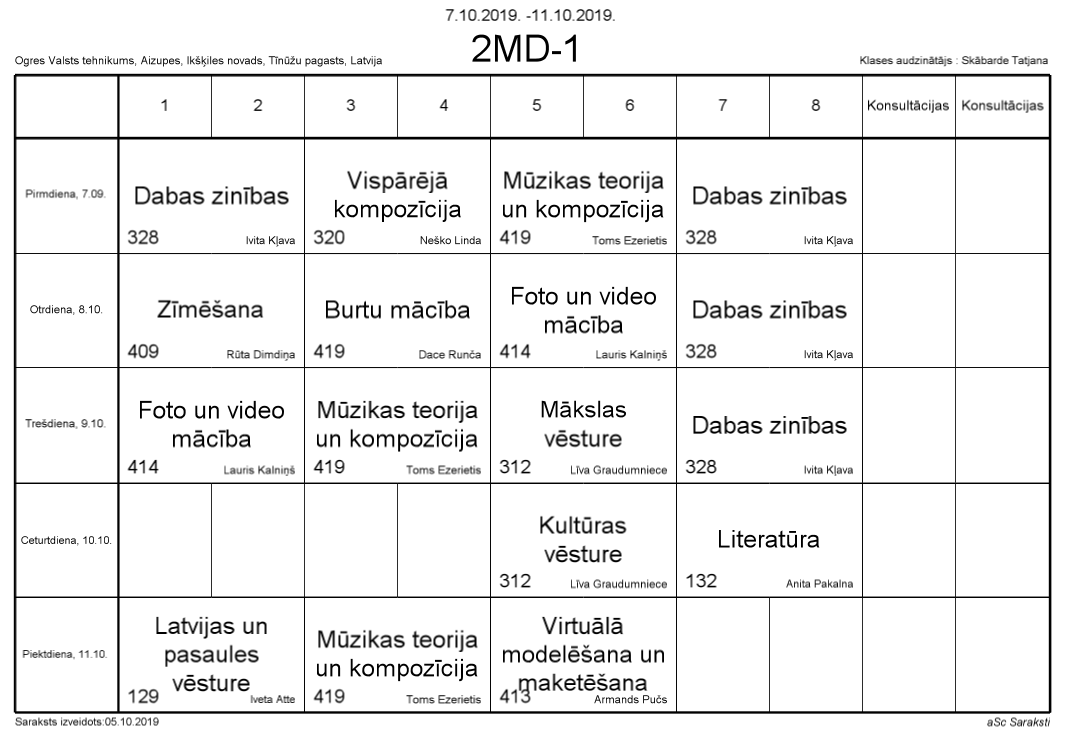 7.10.2019. -11.10.2019.
2MD-1
Ogres Valsts tehnikums, Aizupes, Ikšķiles novads, Tīnūžu pagasts, Latvija
Klases audzinātājs : Skābarde Tatjana
1 2 3 4 5 6 7 8 Konsultācijas Konsultācijas
Pirmdiena, 7.09.
Dabas zinības
328 Ivita Kļava
Vispārējā
kompozīcija
320 Neško Linda
Mūzikas teorija
un kompozīcija
419 Toms Ezerietis
Dabas zinības
328 Ivita Kļava
Otrdiena, 8.10.
Zīmēšana
409 Rūta Dimdiņa
Burtu mācība
419 Dace Runča
Foto un video
mācība
414 Lauris Kalniņš
Dabas zinības
328 Ivita Kļava
Trešdiena, 9.10.
Foto un video
mācība
414 Lauris Kalniņš
Mūzikas teorija
un kompozīcija
419 Toms Ezerietis
Mākslas
vēsture
312 Līva Graudumniece
Dabas zinības
328 Ivita Kļava
Ceturtdiena, 10.10.
Kultūras
vēsture
312 Līva Graudumniece
Literatūra
132 Anita Pakalna
Piektdiena, 11.10.
Latvijas un
pasaules
vēsture
129 Iveta Atte
Mūzikas teorija
un kompozīcija
419 Toms Ezerietis
Virtuālā
modelēšana un
maketēšana
413 Armands Pučs
Saraksts izveidots:05.10.2019
aSc Saraksti